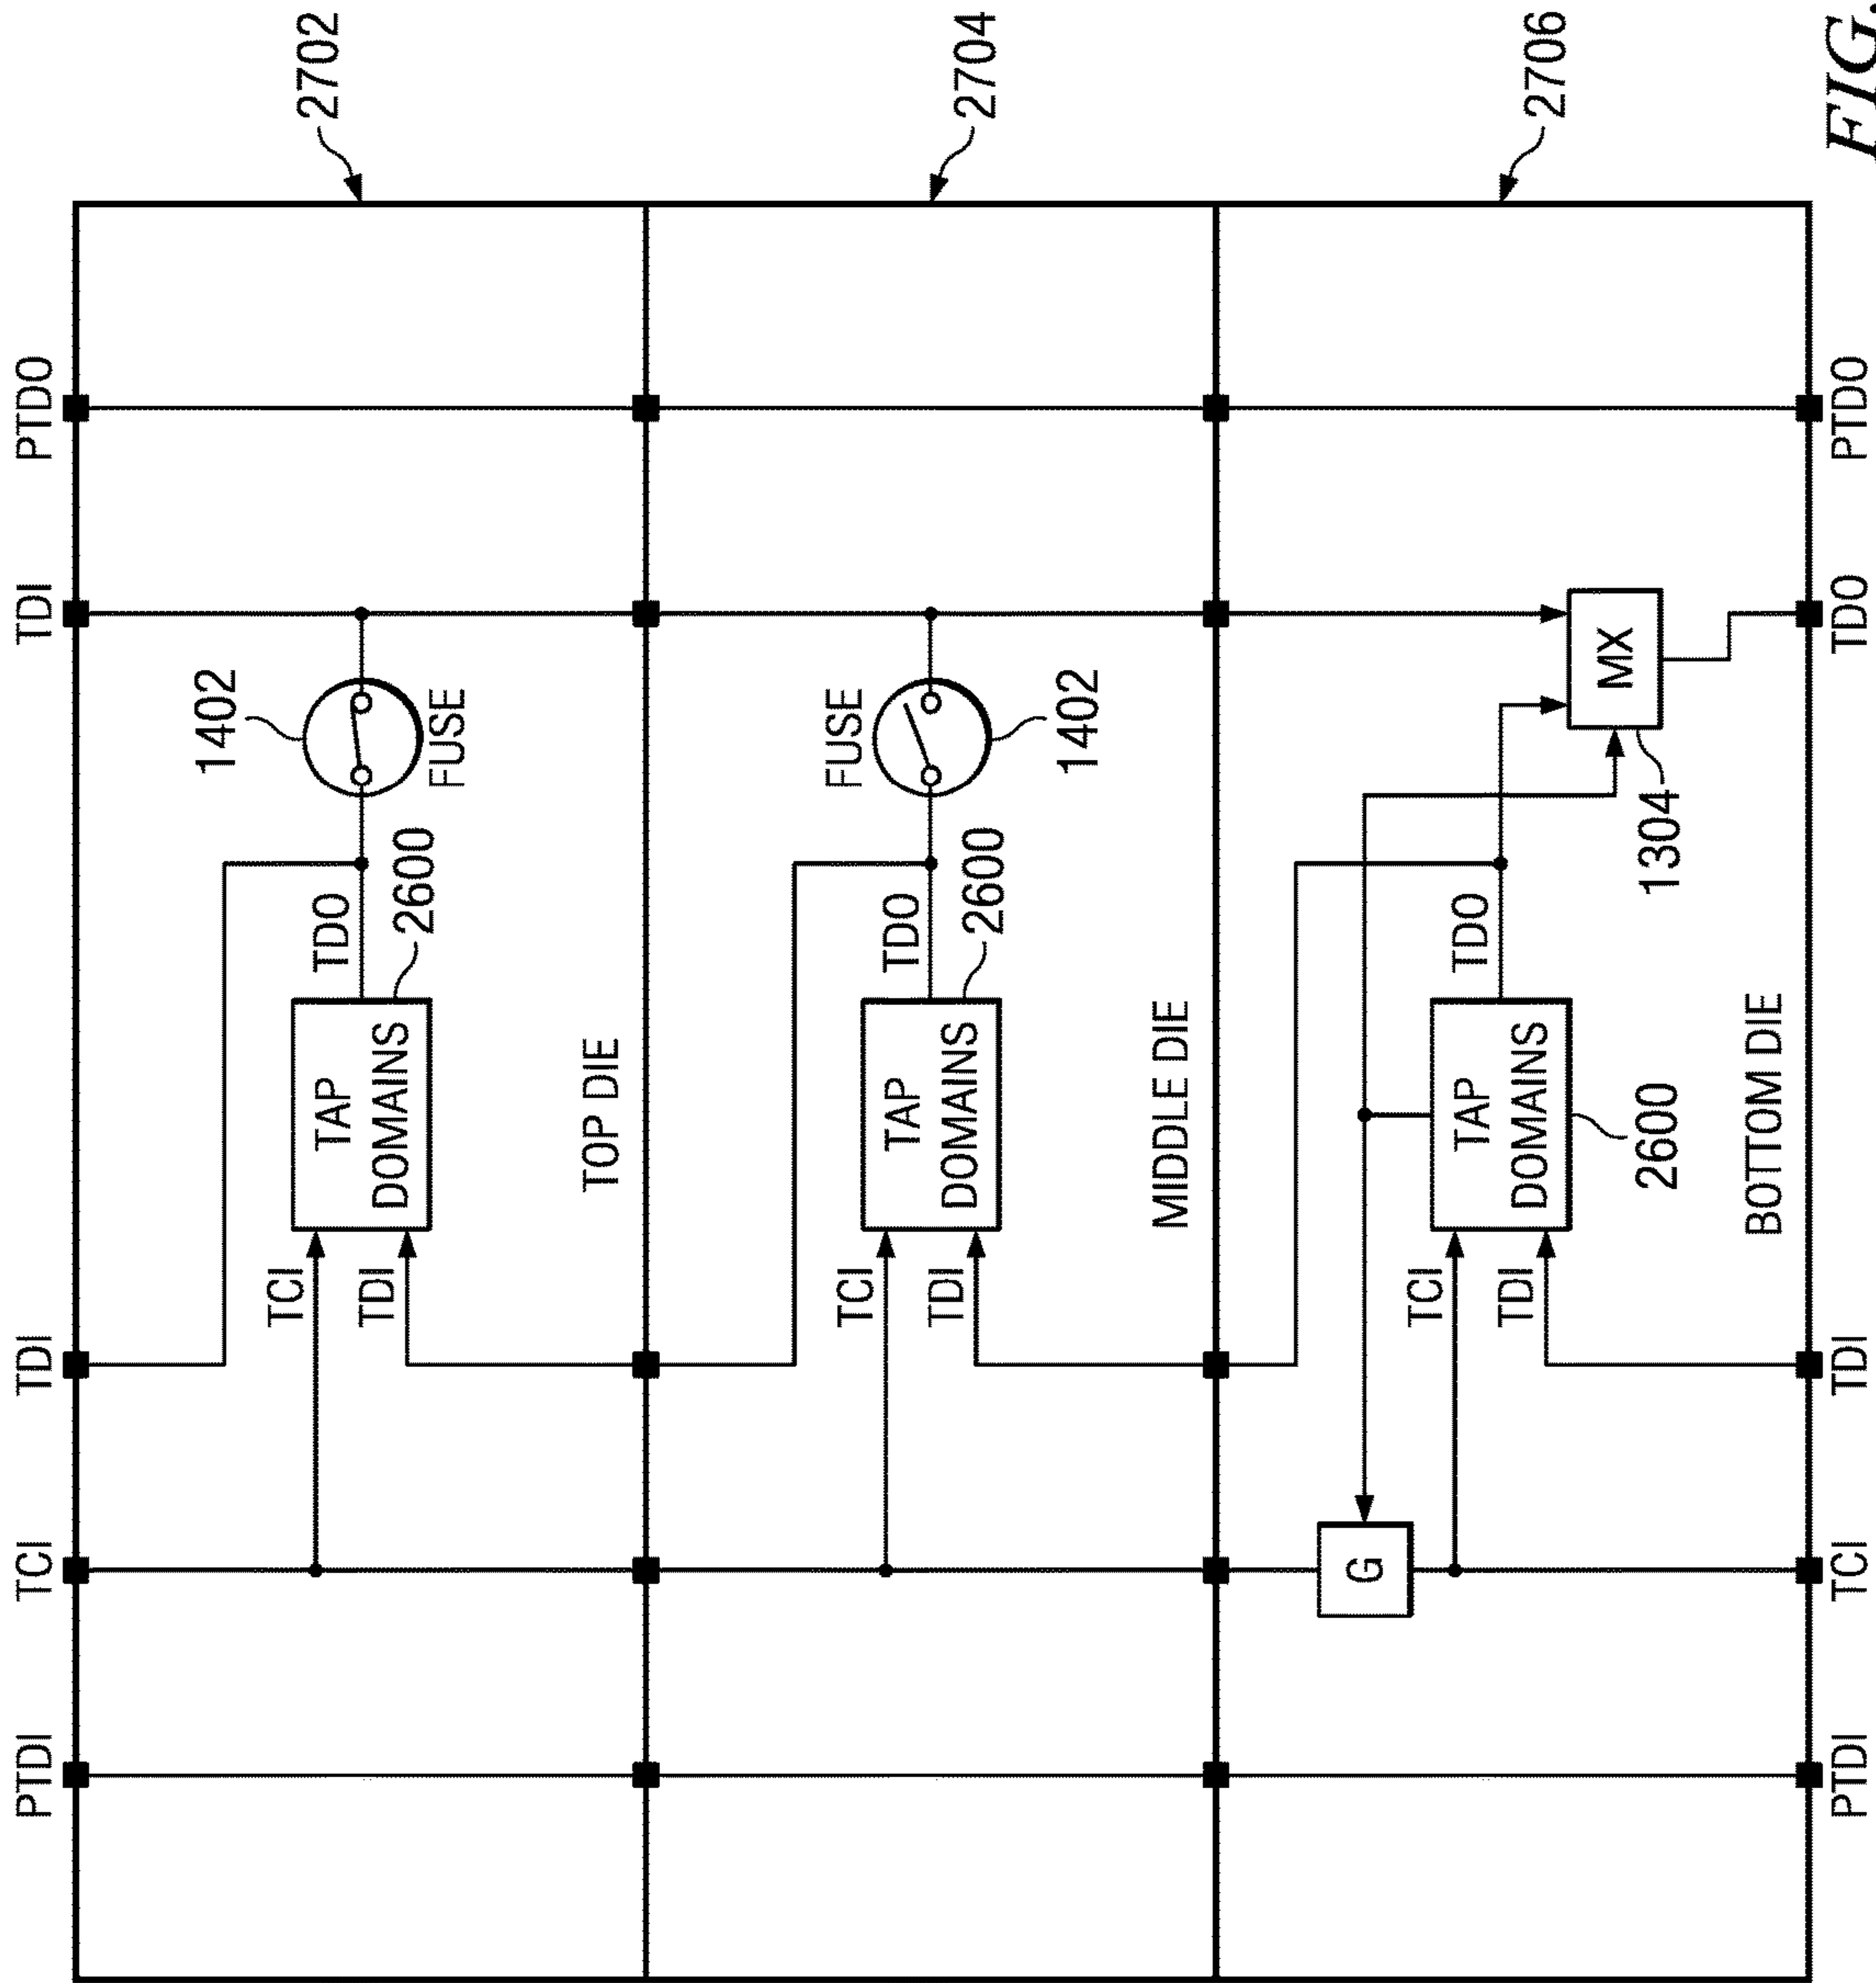 PTDI
TCI
TDI
TDI
PTDO
2702
1402
FUSE
TCI
TDI
TAP
DOMAINS
TDO
2600
TOP DIE
2704
FUSE
1402
TCI
TDI
TAP
DOMAINS
TDO
2600
MIDDLE DIE
2706
G
TCI
TDI
TAP
DOMAINS
TDO
2600
MX
1304
BOTTOM DIE
PTDI
TCI
TDI
TDO
PTDO
FIG.